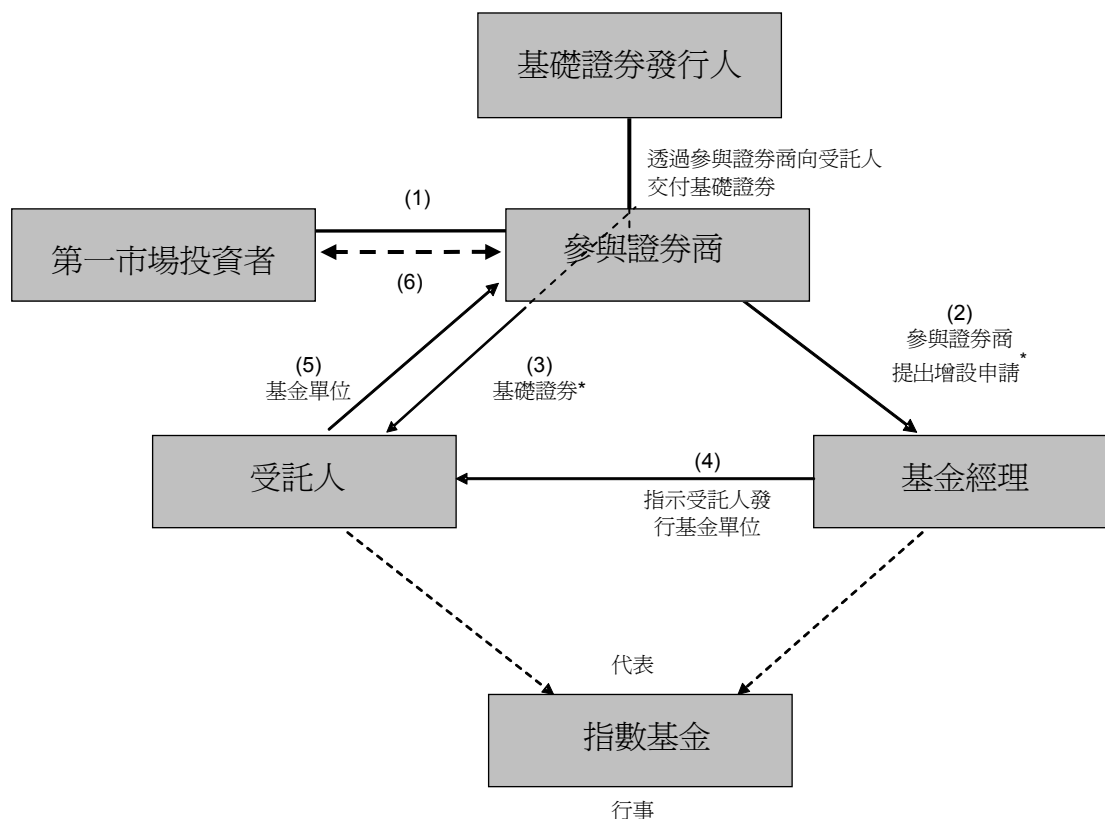 基礎證券發行人
透過參與證券商向受託人
交付基礎證券
(1)
第一市場投資者
參與證券商
(6)
(2)
參與證券商
提出增設申請*
(5)
基金單位
(3)
基礎證券*
受託人
(4)
指示受託人發
行基金單位
基金經理
代表
指數基金
行事